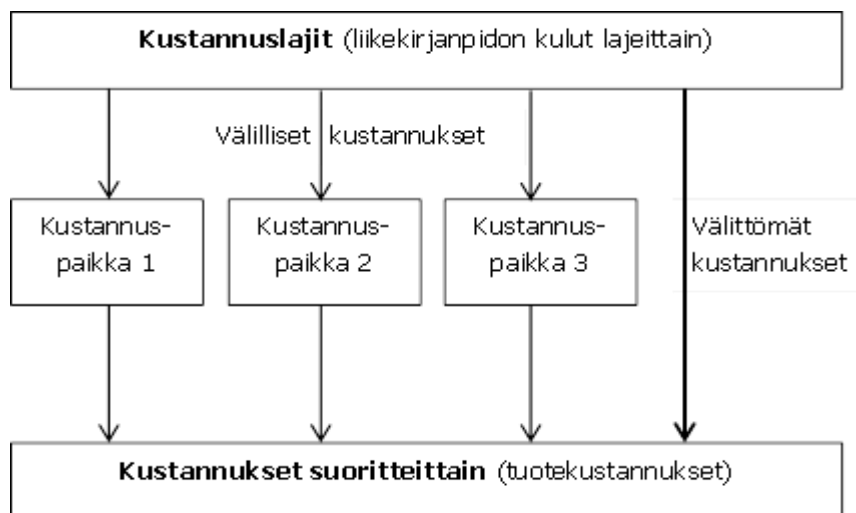 Kustannuslajit (liikekirjanpidon kulut lajeittain)
Välilliset kustannukset
Kustannus-
paikka 1
Kustannus-
paikka 2
Kustannus-
paikka 3
Välittömät
kustannukset
Kustannukset suoritteittain (tuotekustannukset)